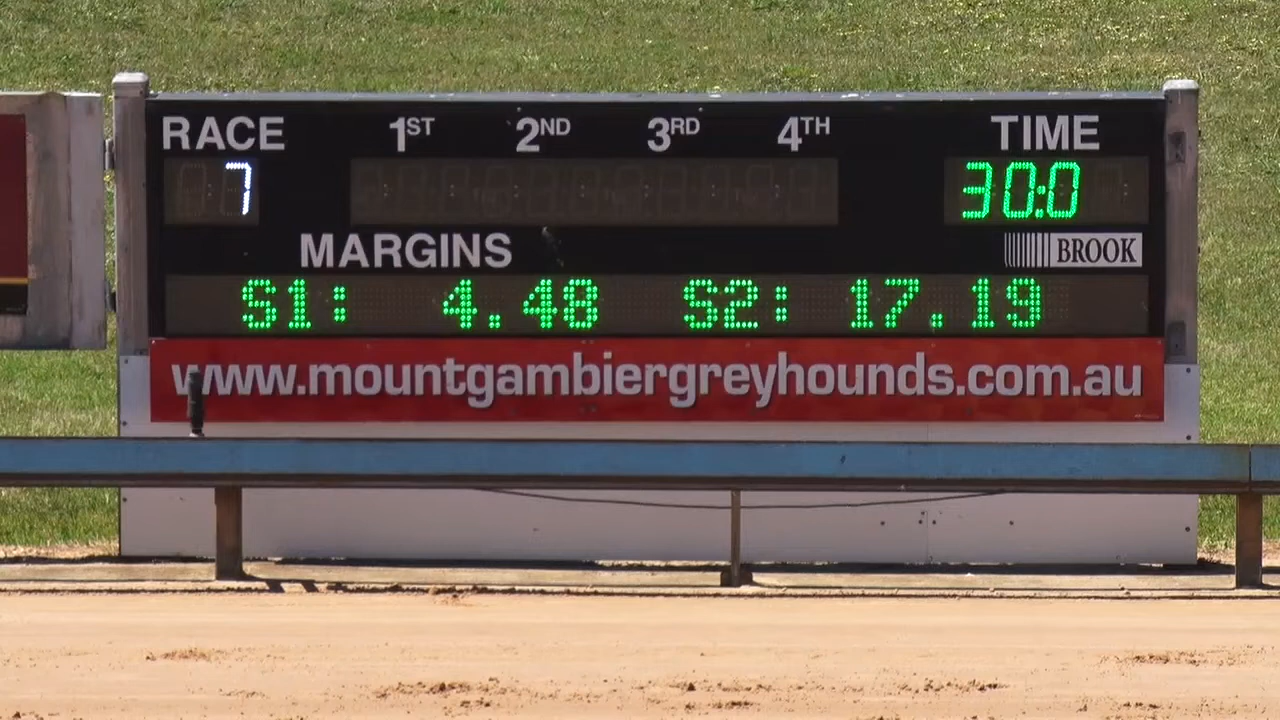 RACE 1ST 2ND 3RD 4TH TIME
7 30:0
MARGINS BROOK
S1: 4.48 S2: 17.19
www.mountgambiergreyhounds.com.au